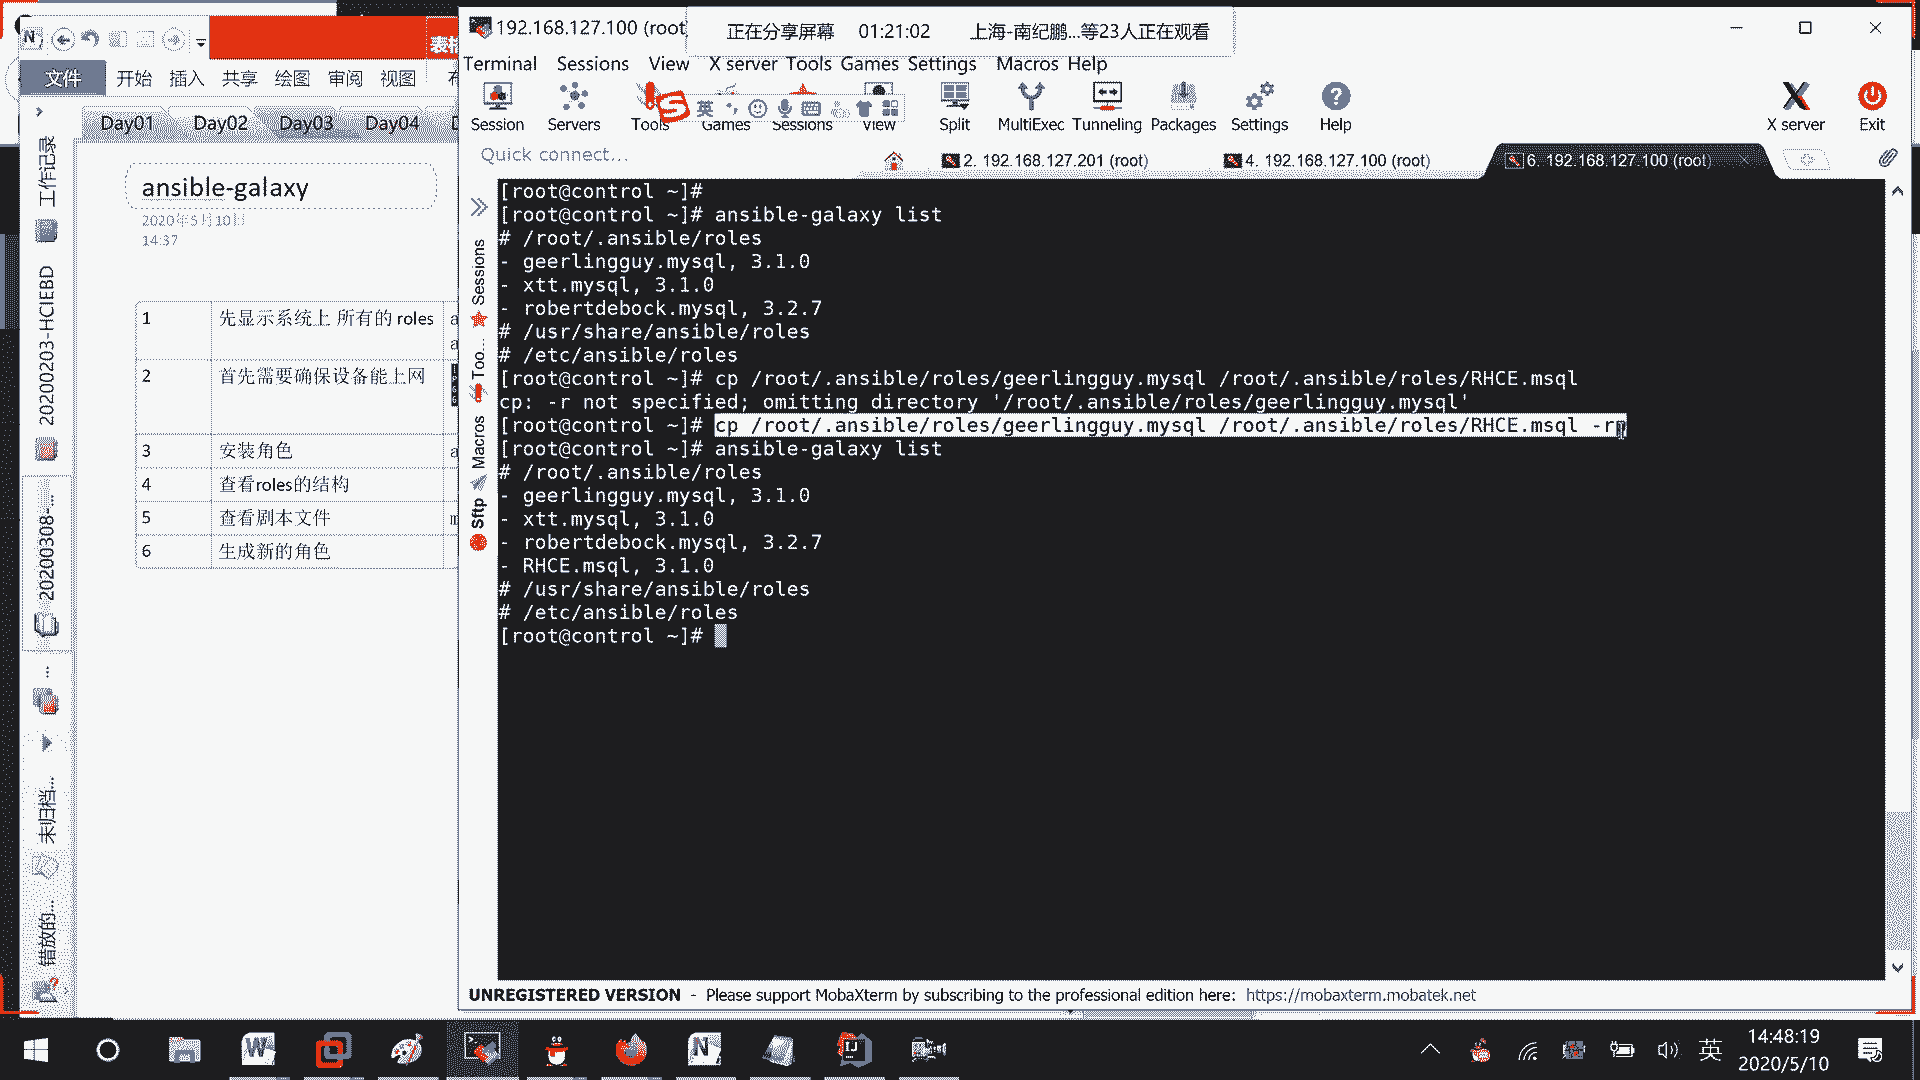 192.168.127.100 (root
正在分享屏幕 01:21:02 上海-南纪鹏...等23人正在观看
Terminal Sessions View X server Tools Games Settings Macros Help
文件 开始 插入 共享 绘图 审阅 视图
Session Servers Tools Games Sessions View Split MultiExec Tunneling Packages Settings Help X server Exit
英
Quick connect...
2. 192.168.127.201 (root)
4. 192.168.127.100 (root)
6. 192.168.127.100 (root)
Day01 Day02 Day03 Day04
工作记录
20200203-HCIEBD
20200308-...
未归档...
错放的...
ansible-galaxy
2020年5月10日
14:37
1 先显示系统上 所有的 roles
2 首先需要确保设备能上网
3 安装角色
4 查看roles的结构
5 查看剧本文件
6 生成新的角色
Sessions
Too...
Macros
Sftp
[root@control ~]#
[root@control ~]# ansible-galaxy list
# /root/.ansible/roles
- geerlingguy.mysql, 3.1.0
- xtt.mysql, 3.1.0
- robertdebock.mysql, 3.2.7
# /usr/share/ansible/roles
# /etc/ansible/roles
[root@control ~]# cp /root/.ansible/roles/geerlingguy.mysql /root/.ansible/roles/RHCE.msql
cp: -r not specified; omitting directory '/root/.ansible/roles/geerlingguy.mysql'
[root@control ~]# cp /root/.ansible/roles/geerlingguy.mysql /root/.ansible/roles/RHCE.msql -r
[root@control ~]# ansible-galaxy list
# /root/.ansible/roles
- geerlingguy.mysql, 3.1.0
- xtt.mysql, 3.1.0
- robertdebock.mysql, 3.2.7
- RHCE.msql, 3.1.0
# /usr/share/ansible/roles
# /etc/ansible/roles
[root@control ~]#
UNREGISTERED VERSION - Please support MobaXterm by subscribing to the professional edition here: https://mobaxterm.mobatek.net
英
14:48:19
2020/5/10